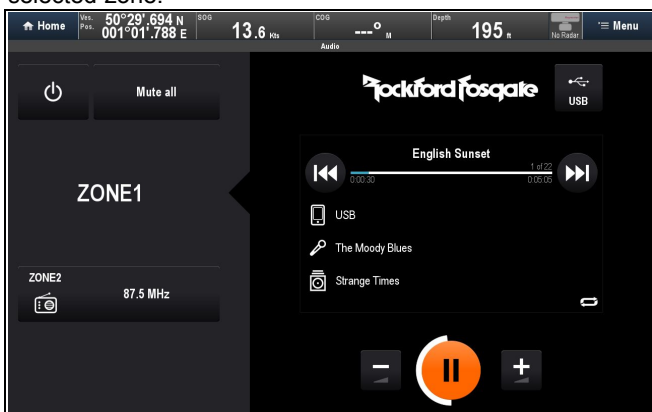 selected zone.
Home
Ves. Pos. 50°29'.694 N
001°01'.788 E
SOG 13.6 Kts
COG ---° M
Depth 195 ft
No Radar
Menu
Audio
Mute all
Rockford Fosgate
USB
ZONE1
English Sunset
1 of 22
0:00:30
0:05:05
USB
The Moody Blues
Strange Times
ZONE2
87.5 MHz